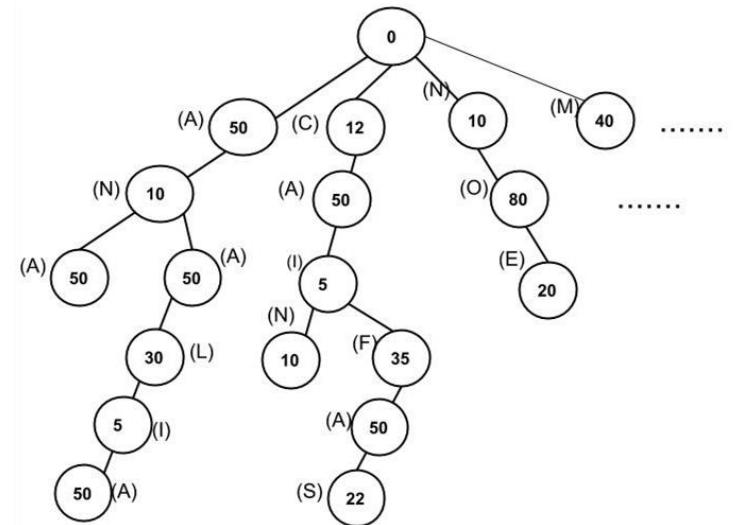 0
(A) 50 (C) 12 (N) 10 (M) 40 .......
(N) 10 (A) 50 (O) 80 .......
(A) 50 50 (A) (I) 5 (E) 20
30 (L) (N) 10 (F) 35
5 (I) (A) 50
50 (A) (S) 22